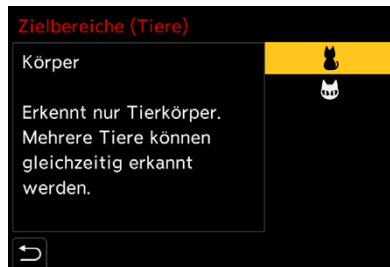 Zielbereiche (Tiere)
Körper
Erkennt nur Tierkörper.
Mehrere Tiere können
gleichzeitig erkannt
werden.